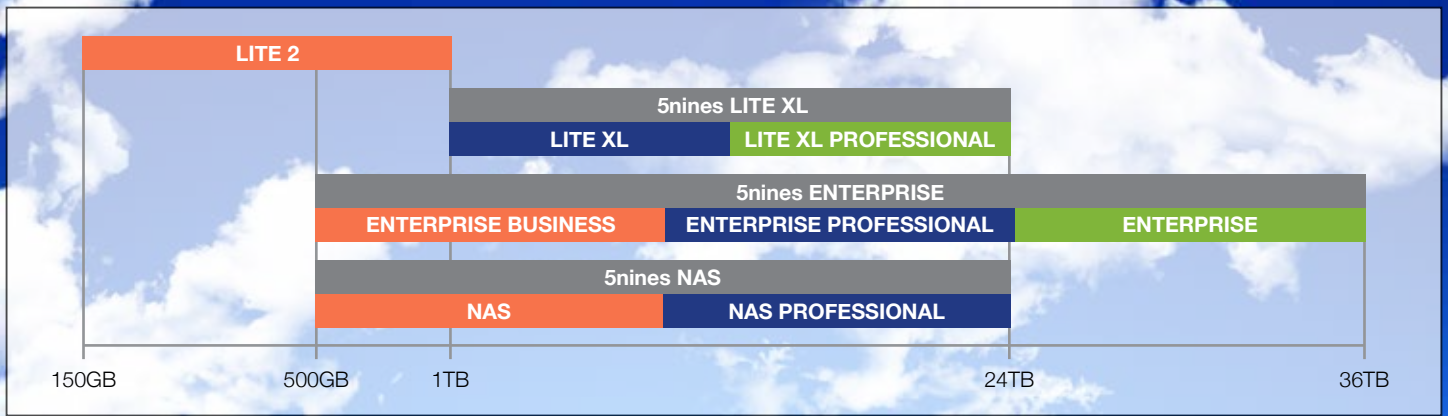 LITE 2
5nines LITE XL
LITE XL LITE XL PROFESSIONAL
5nines ENTERPRISE
ENTERPRISE BUSINESS ENTERPRISE PROFESSIONAL ENTERPRISE
5nines NAS
NAS NAS PROFESSIONAL
150GB 500GB 1TB 24TB 36TB